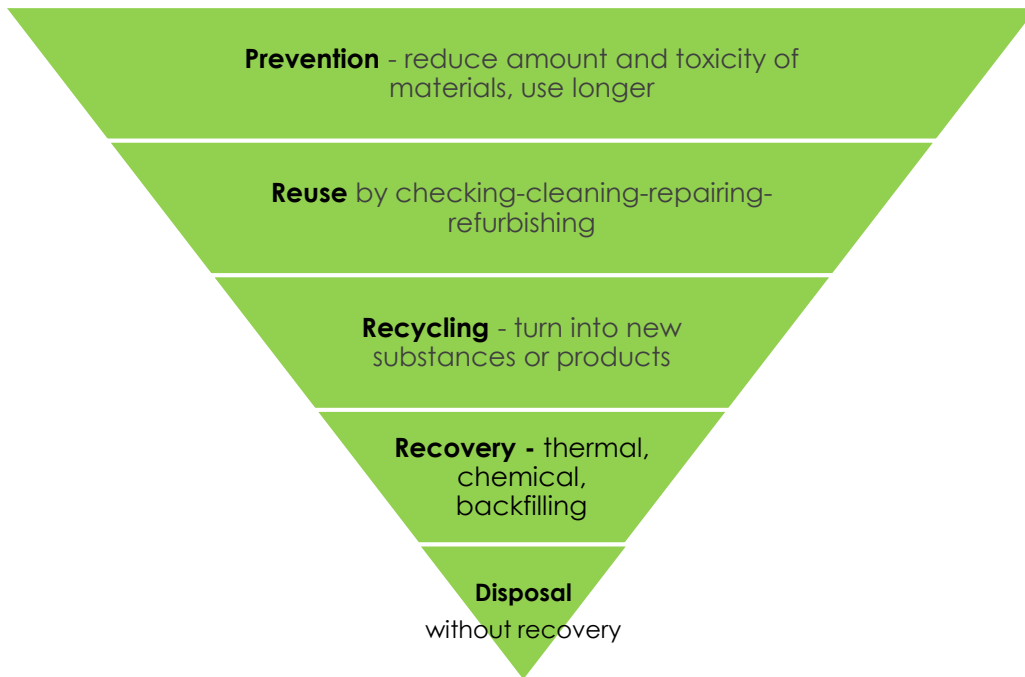 Prevention - reduce amount and toxicity of
materials, use longer
Reuse by checking-cleaning-repairing-
refurbishing
Recycling - turn into new
substances or products
Recovery - thermal,
chemical,
backfilling
Disposal
without recovery